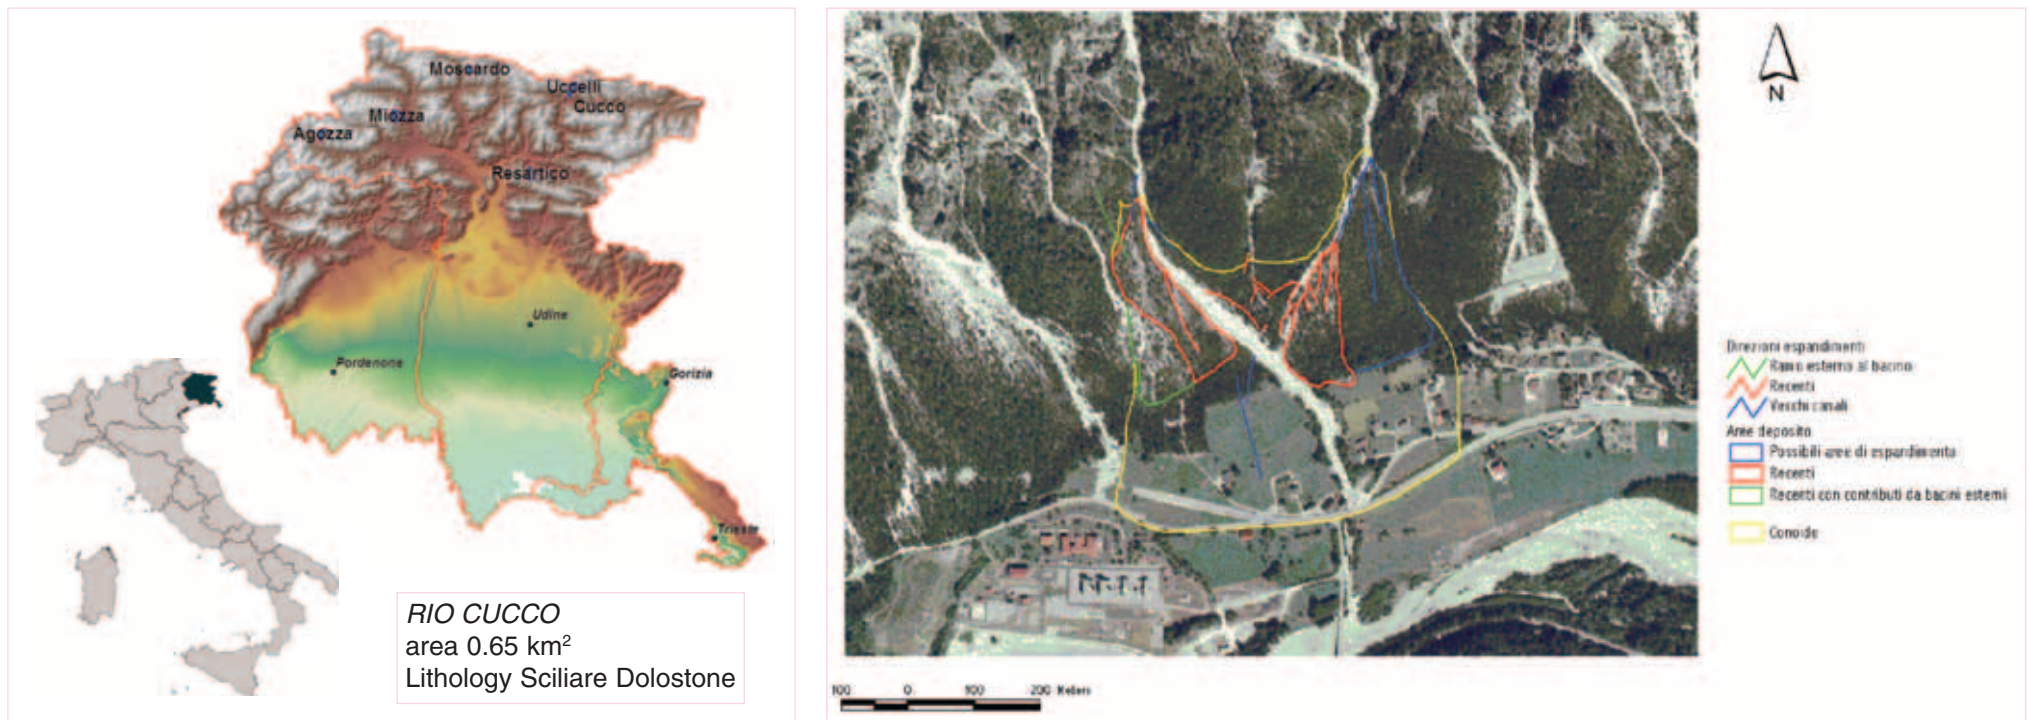 Moscardo
Uccelli
Cucco
Miozza
Agozza
Resartico
Udine
Pordenone
Gorizia
Trieste
RIO CUCCO
area 0.65 km²
Lithology Sciliare Dolostone
N
Direzioni espandimenti
Ramo esterno al bacino
Recenti
Vecchi canali
Aree deposito
Possibili aree di espandimento
Recenti
Recenti con contributi da bacini esterni
Conoide
100 0 100 200 Meters